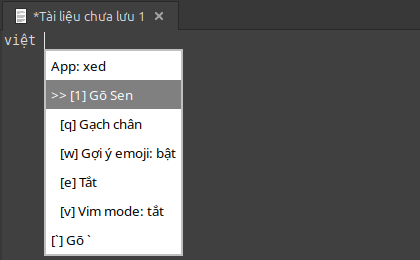 *Tài liệu chưa lưu 1
việt
App: xed
>> [1] Gõ Sen
[q] Gạch chân
[w] Gợi ý emoji: bật
[e] Tắt
[v] Vim mode: tắt
[`] Gõ `